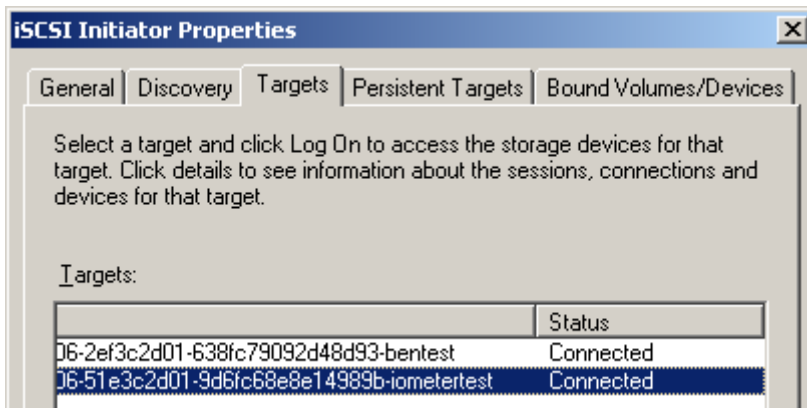 iSCSI Initiator Properties
General Discovery Targets Persistent Targets Bound Volumes/Devices
Select a target and click Log On to access the storage devices for that
target. Click details to see information about the sessions, connections and
devices for that target.
Targets:
Status
06-2ef3c2d01-638fc79092d48d93-bentest Connected
06-51e3c2d01-9d6fc68e8e14989b-iometertest Connected